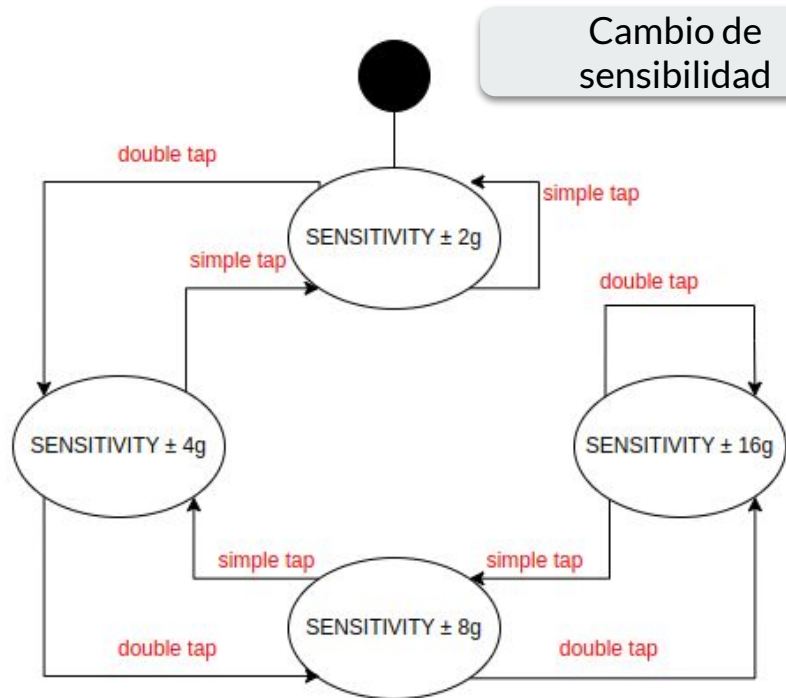 Cambio de
sensibilidad
double tap
simple tap
SENSITIVITY ± 2g
simple tap
double tap
SENSITIVITY ± 4g
SENSITIVITY ± 16g
simple tap
simple tap
SENSITIVITY ± 8g
double tap
double tap